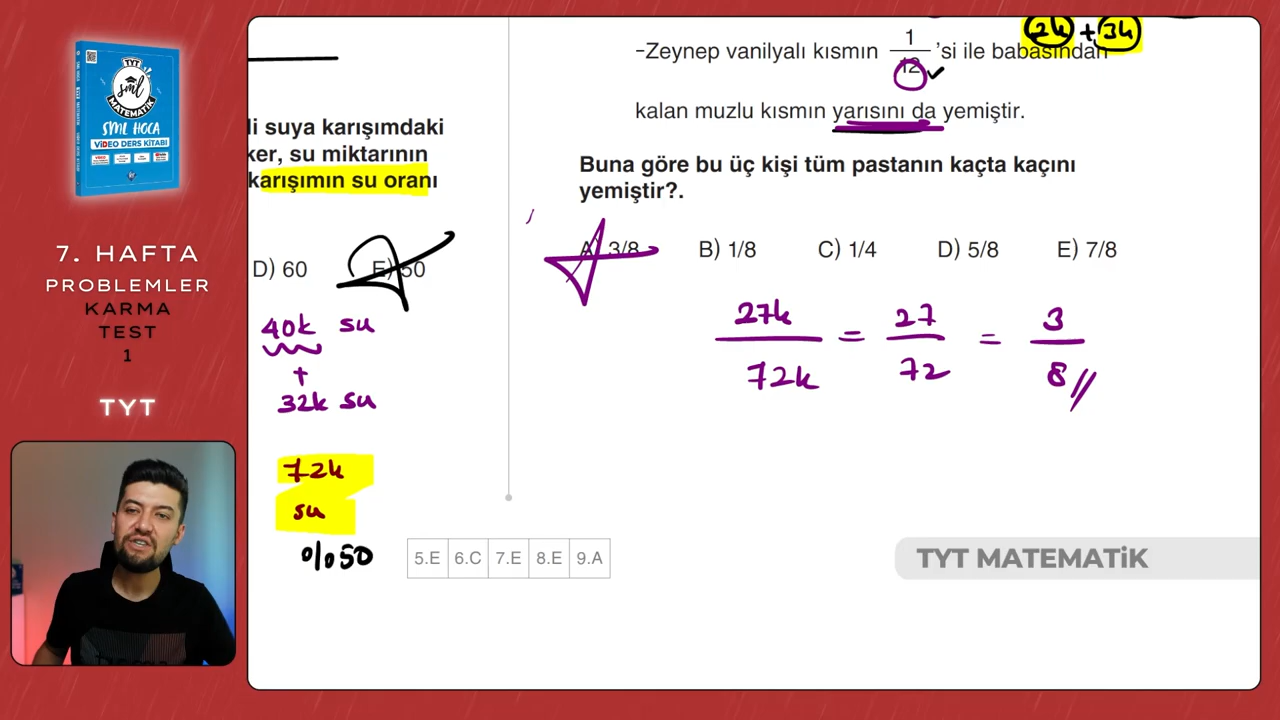 TYT
sml
MATEMATİK
SML HOCA
VİDEO DERS KİTABI
7. HAFTA
PROBLEMLER
KARMA
TEST
1
TYT
li suya karışımdaki
ker, su miktarının
karışımın su oranı
D) 60
E) 50
40k su
+
32k su
72k
su
%50
5.E 6.C 7.E 8.E 9.A
2k + 3k
-Zeynep vanilyalı kısmın 1/12 'si ile babasından
kalan muzlu kısmın yarısını da yemiştir.
Buna göre bu üç kişi tüm pastanın kaçta kaçını
yemiştir?.
A) 3/8 B) 1/8 C) 1/4 D) 5/8 E) 7/8
27k/72k = 27/72 = 3/8 //
TYT MATEMATİK